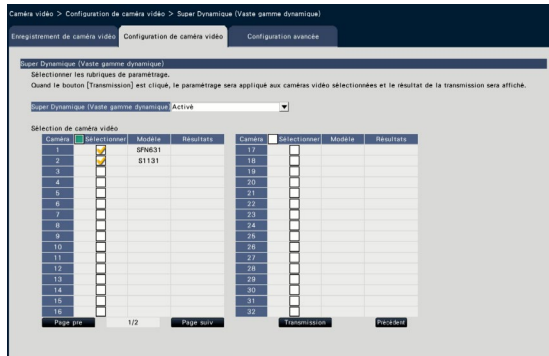 Caméra vidéo > Configuration de caméra vidéo > Super Dynamique (Vaste gamme dynamique)
Enregistrement de caméra vidéo Configuration de caméra vidéo Configuration avancée
Super Dynamique (Vaste gamme dynamique)
Sélectionner les rubriques de paramétrage.
Quand le bouton [Transmission] est cliqué, le paramétrage sera appliqué aux caméras vidéo sélectionnées et le résultat de la transmission sera affiché.
Super Dynamique (Vaste gamme dynamique) Activé
Sélection de caméra vidéo
Caméra Sélectionner Modèle Résultats Caméra Sélectionner Modèle Résultats
1 SFN631 17
2 S1131 18
3 19
4 20
5 21
6 22
7 23
8 24
9 25
10 26
11 27
12 28
13 29
14 30
15 31
16 32
Page pre 1/2 Page suiv Transmission Précédent